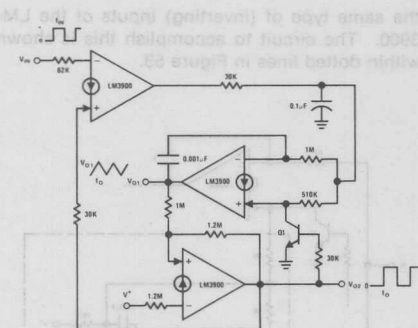 the same type of (inverting) inputs of the LM-
3900. The circuit to accomplish this is shown
within dotted lines in Figure 53.
fIN
VIN
62K
LM3900
30K
0.1µF
0.001µF
1M
VO1
fO
VO1
LM3900
510K
1M
30K
1.2M
Q1
30K
LM3900
V+
1.2M
VO2
0
fO